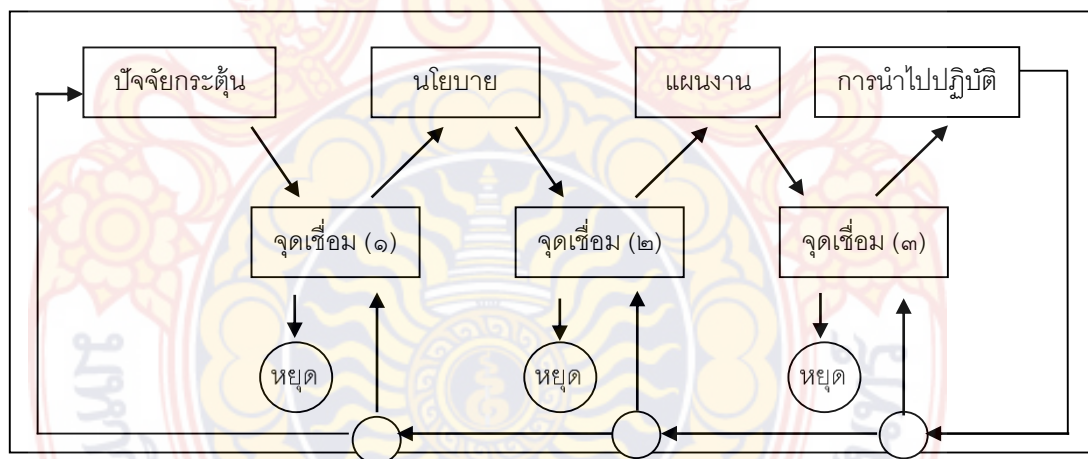 ปัจจัยกระตุ้น
นโยบาย
แผนงาน
การนำไปปฏิบัติ
จุดเชื่อม (๑)
จุดเชื่อม (๒)
จุดเชื่อม (๓)
หยุด
หยุด
หยุด